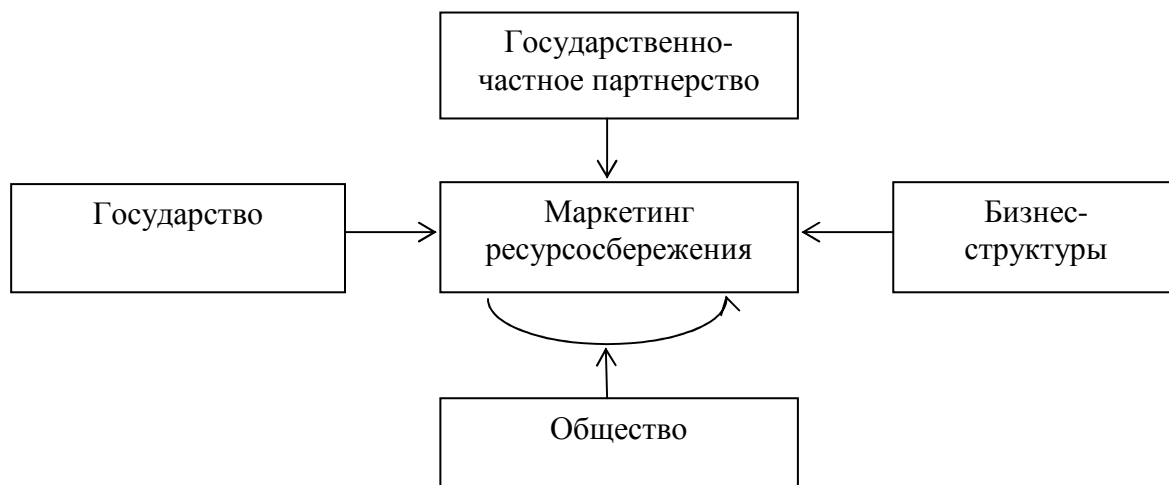 Государственно-
частное партнерство
Государство
Маркетинг
ресурсосбережения
Бизнес-
структуры
Общество